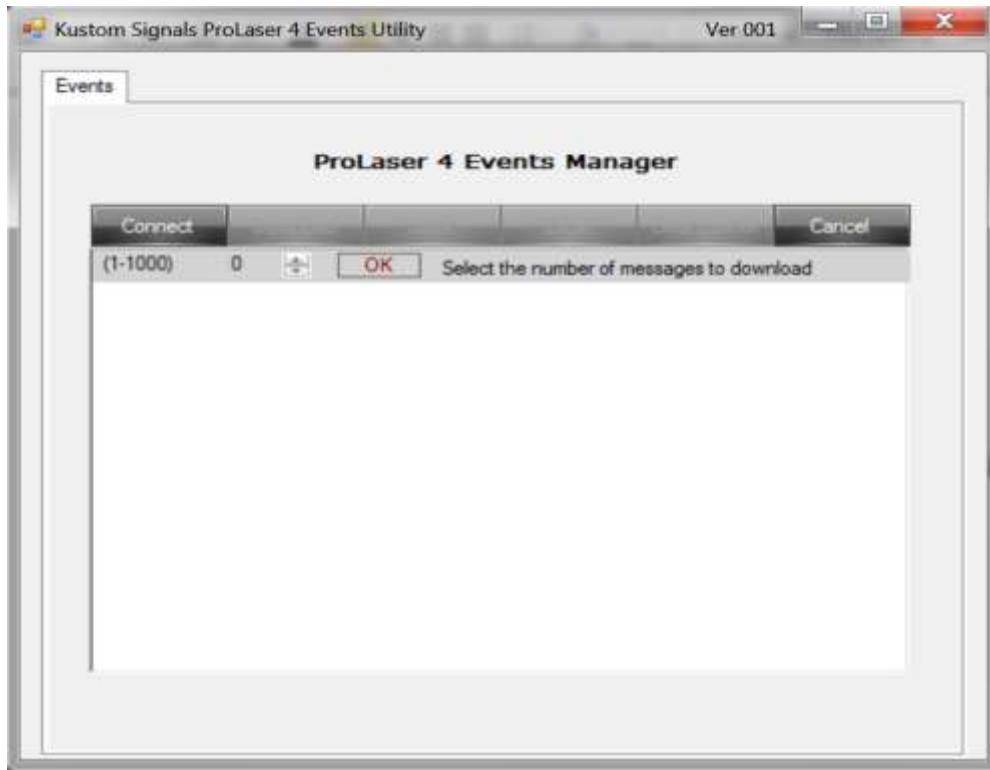 Kustom Signals ProLaser 4 Events Utility Ver 001
Events
ProLaser 4 Events Manager
Connect Cancel
(1-1000) 0 OK Select the number of messages to download